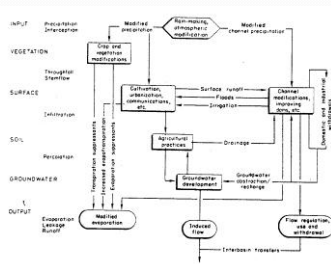 INPUT
Precipitation
Interception
Modified
precipitation
Rain-making,
atmospheric
modification
Modified
channel precipitation
VEGETATION
Crop and
vegetation
modifications
Throughfall
Stemflow
SURFACE
Cultivation,
urbanization,
communications,
etc.
Surface runoff
Floods
Irrigation
Channel
modifications,
improving
dams, etc.
Domestic and industrial
withdrawals
Infiltration
Transpiration suppressants
Increased evapotranspiration
Evaporation suppressants
SOIL
Agricultural
practices
Drainage
Percolation
GROUNDWATER
Groundwater
development
Groundwater
abstraction/
recharge
OUTPUT
Evaporation
Leakage
Runoff
Modified
evaporation
Induced
flow
Flow regulation,
use and
withdrawal
Interbasin transfers